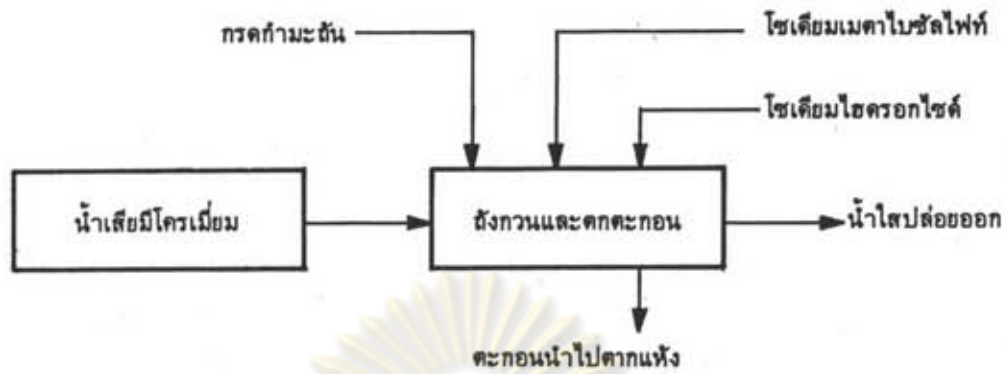 กรดกำมะถัน
โซเดียมเมตาไบซัลไฟท์
โซเดียมไฮดรอกไซด์
น้ำเสียมีโครเมี่ยม
ถังกวนและตกตะกอน
น้ำใสปล่อยออก
ตะกอนนำไปตากแห้ง